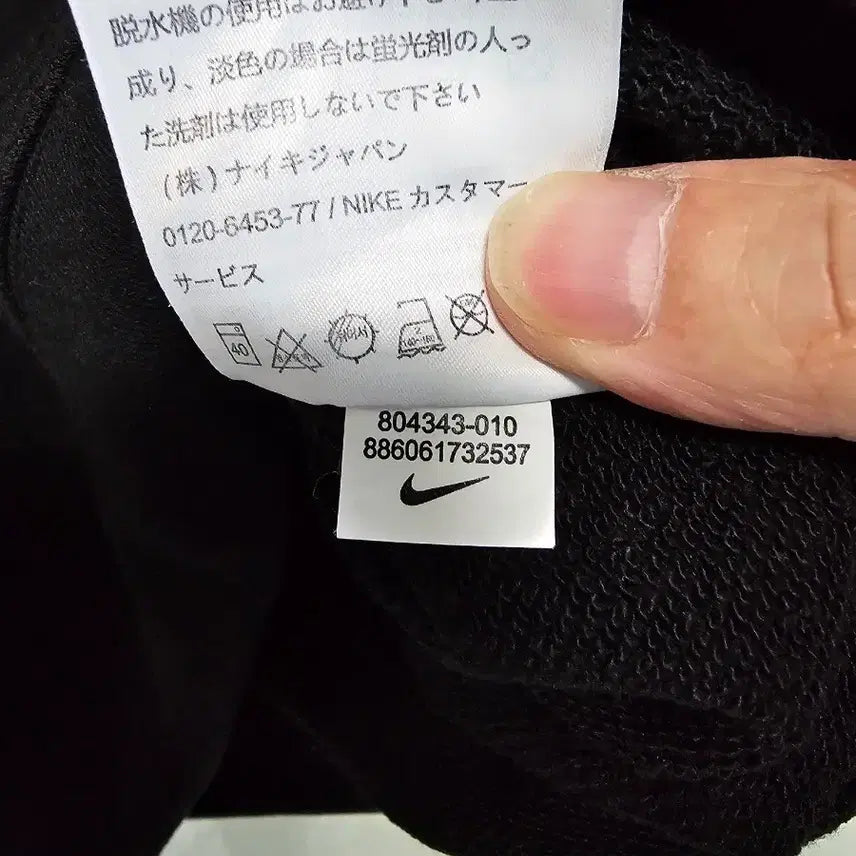 脱水機の使用はお避け下さい
成り、淡色の場合は蛍光剤の入っ
た洗剤は使用しないで下さい
(株)ナイキジャパン
0120-6453-77 / NIKE カスタマー
サービス
40
804343-010
886061732537